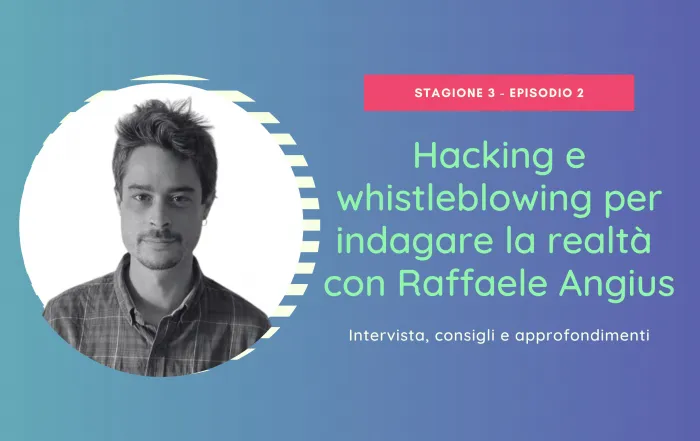 STAGIONE 3 - EPISODIO 2
Hacking e
whistleblowing per
indagare la realtà
con Raffaele Angius
Intervista, consigli e approfondimenti